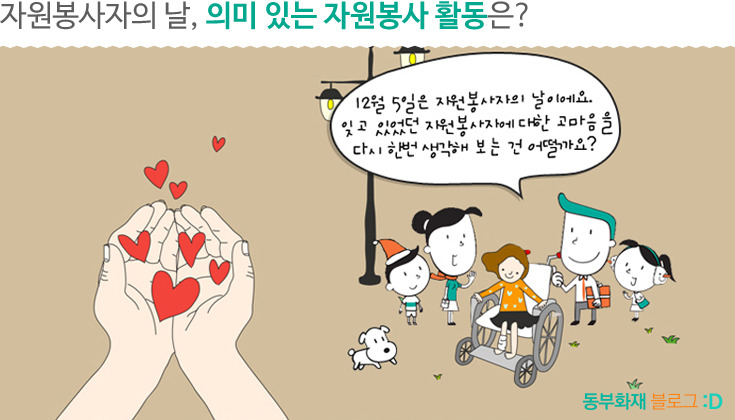 자원봉사자의 날, 의미 있는 자원봉사 활동은?
12월 5일은 자원봉사자의 날이에요.
잊고 있었던 자원봉사자에 대한 고마움을
다시 한번 생각해 보는 건 어떨까요?
동부화재 블로그 :D